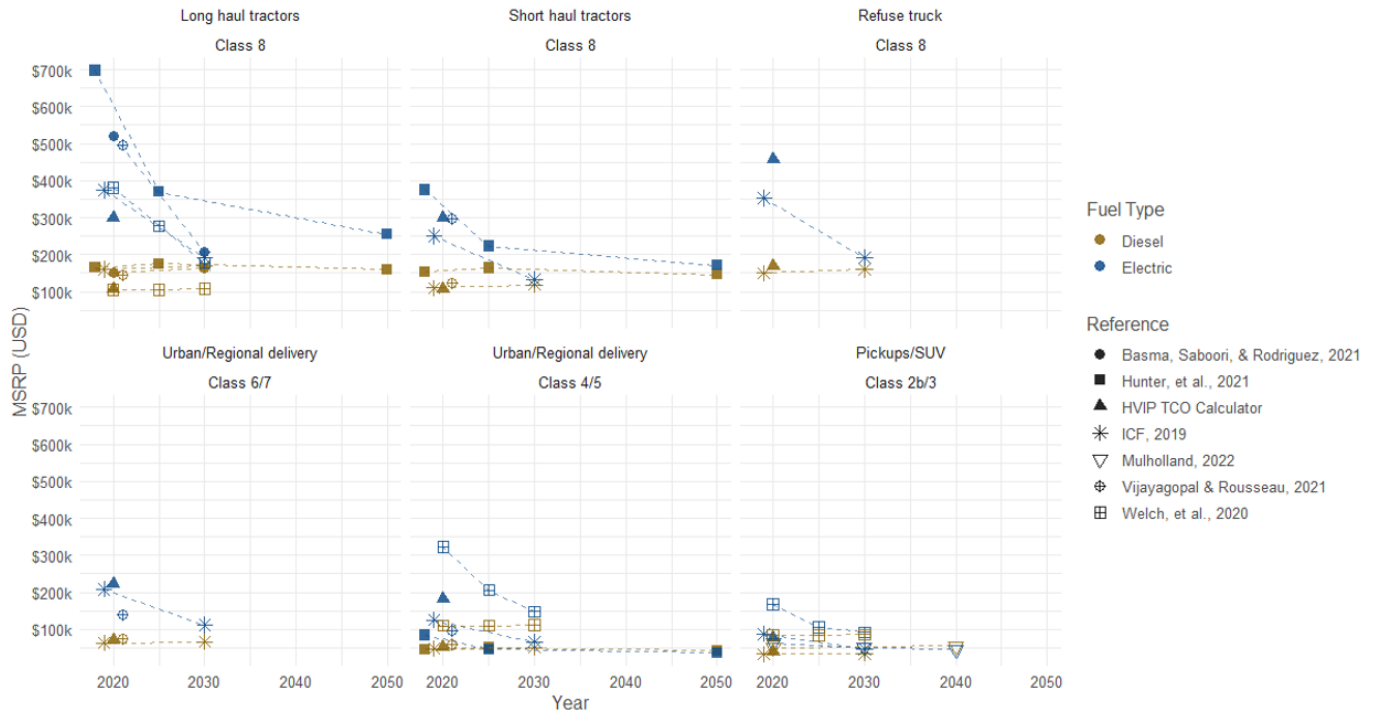 Long haul tractors
Short haul tractors
Refuse truck
Class 8
Class 8
Class 8
$700k
$600k
$500k
$400k
$300k
$200k
$100k
Fuel Type
Diesel
Electric
Reference
Basma, Saboori, & Rodriguez, 2021
Hunter, et al., 2021
HVIP TCO Calculator
ICF, 2019
Mulholland, 2022
Vijayagopal & Rousseau, 2021
Welch, et al., 2020
MSRP (USD)
Urban/Regional delivery
Urban/Regional delivery
Pickups/SUV
Class 6/7
Class 4/5
Class 2b/3
$700k
$600k
$500k
$400k
$300k
$200k
$100k
2020 2030 2040 2050
2020 2030 2040 2050
2020 2030 2040 2050
Year